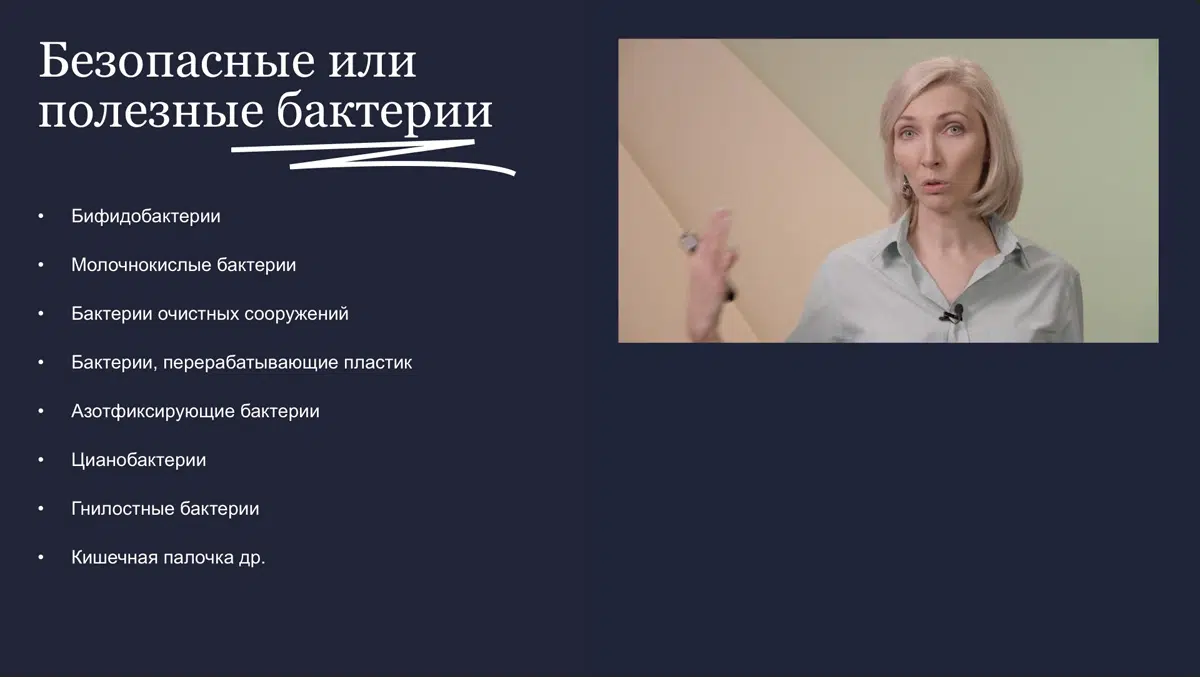 Безопасные или
полезные бактерии
• Бифидобактерии
• Молочнокислые бактерии
• Бактерии очистных сооружений
• Бактерии, перерабатывающие пластик
• Азотфиксирующие бактерии
• Цианобактерии
• Гнилостные бактерии
• Кишечная палочка др.